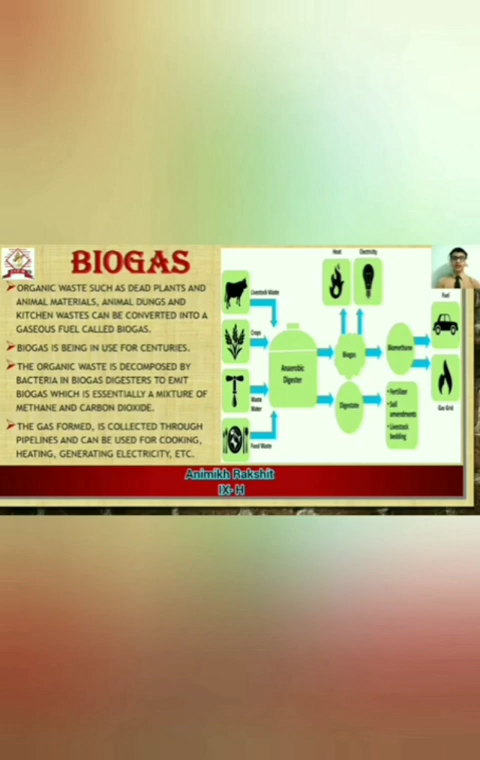 BIOGAS
ORGANIC WASTE SUCH AS DEAD PLANTS AND
ANIMAL MATERIALS, ANIMAL DUNGS AND
KITCHEN WASTES CAN BE CONVERTED INTO A
GASEOUS FUEL CALLED BIOGAS.
BIOGAS IS BEING IN USE FOR CENTURIES.
THE ORGANIC WASTE IS DECOMPOSED BY
BACTERIA IN BIOGAS DIGESTERS TO EMIT
BIOGAS WHICH IS ESSENTIALLY A MIXTURE OF
METHANE AND CARBON DIOXIDE.
THE GAS FORMED, IS COLLECTED THROUGH
PIPELINES AND CAN BE USED FOR COOKING,
HEATING, GENERATING ELECTRICITY, ETC.
Heat
Electricity
Livestock Waste
Crops
Waste
Water
Food Waste
Anaerobic
Digester
Biogas
Digestate
Biomethane
Fuel
Gas Grid
• Fertiliser
• Soil
amendments
• Livestock
bedding
Animikh Rakshit
IX- H